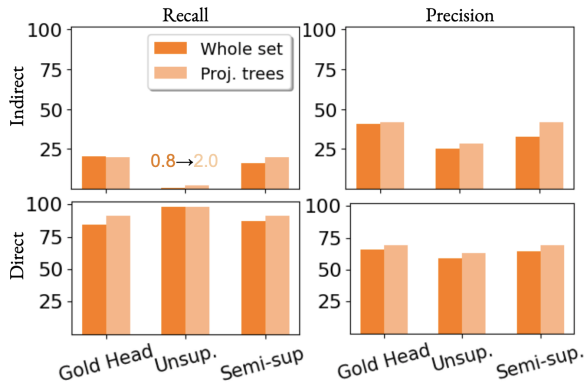 Recall Precision
Indirect
100
75
50
25
Whole set
Proj. trees
0.8→2.0
100
75
50
25
Direct
100
75
50
25
Gold Head Unsup. Semi-sup
100
75
50
25
Gold Head Unsup. Semi-sup.